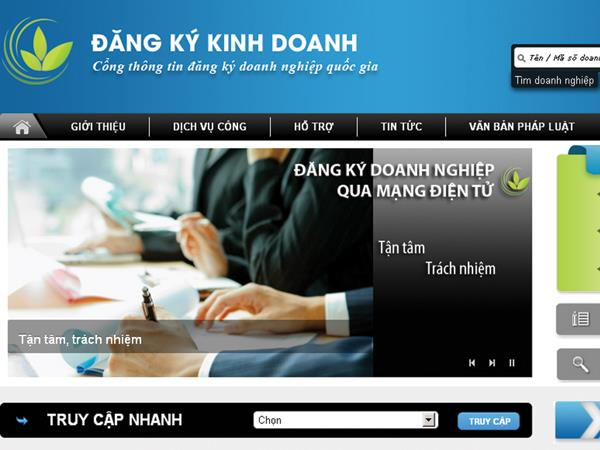 ĐĂNG KÝ KINH DOANH
Cổng thông tin đăng ký doanh nghiệp quốc gia
Tên / Mã số doanh
Tìm doanh nghiệp
GIỚI THIỆU
DỊCH VỤ CÔNG
HỖ TRỢ
TIN TỨC
VĂN BẢN PHÁP LUẬT
ĐĂNG KÝ DOANH NGHIỆP
QUA MẠNG ĐIỆN TỬ
Tận tâm
Trách nhiệm
Tận tâm, trách nhiệm
TRUY CẬP NHANH
Chọn
TRUY CẬP